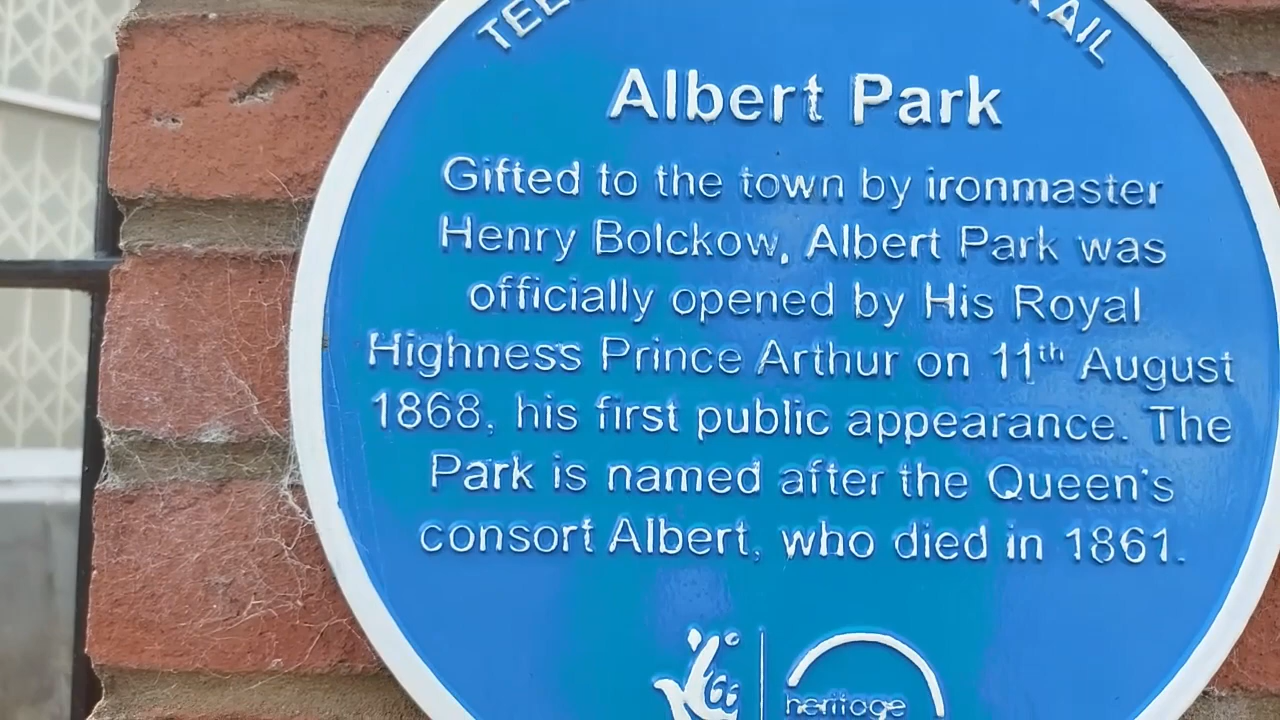 Albert Park
Gifted to the town by ironmaster
Henry Bolckow, Albert Park was
officially opened by His Royal
Highness Prince Arthur on 11th August
1868, his first public appearance. The
Park is named after the Queen's
consort Albert, who died in 1861.
heritage